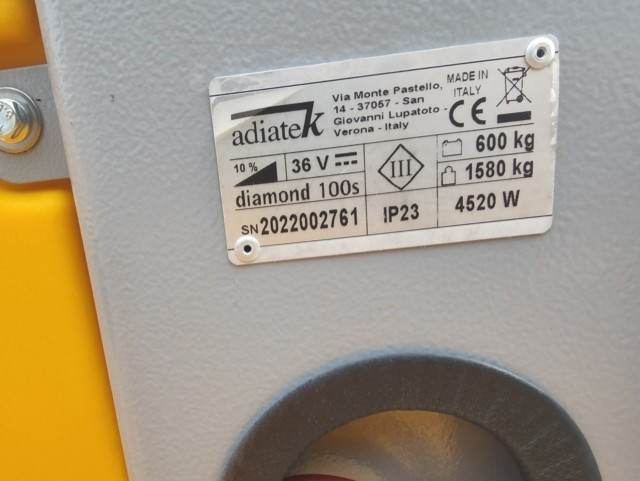 adiatek
Via Monte Pastello,
14 - 37057 - San
Giovanni Lupatoto -
Verona - Italy
MADE IN
ITALY
CE
10 %
36 V
III
600 kg
1580 kg
diamond 100s
SN 2022002761
IP23
4520 W